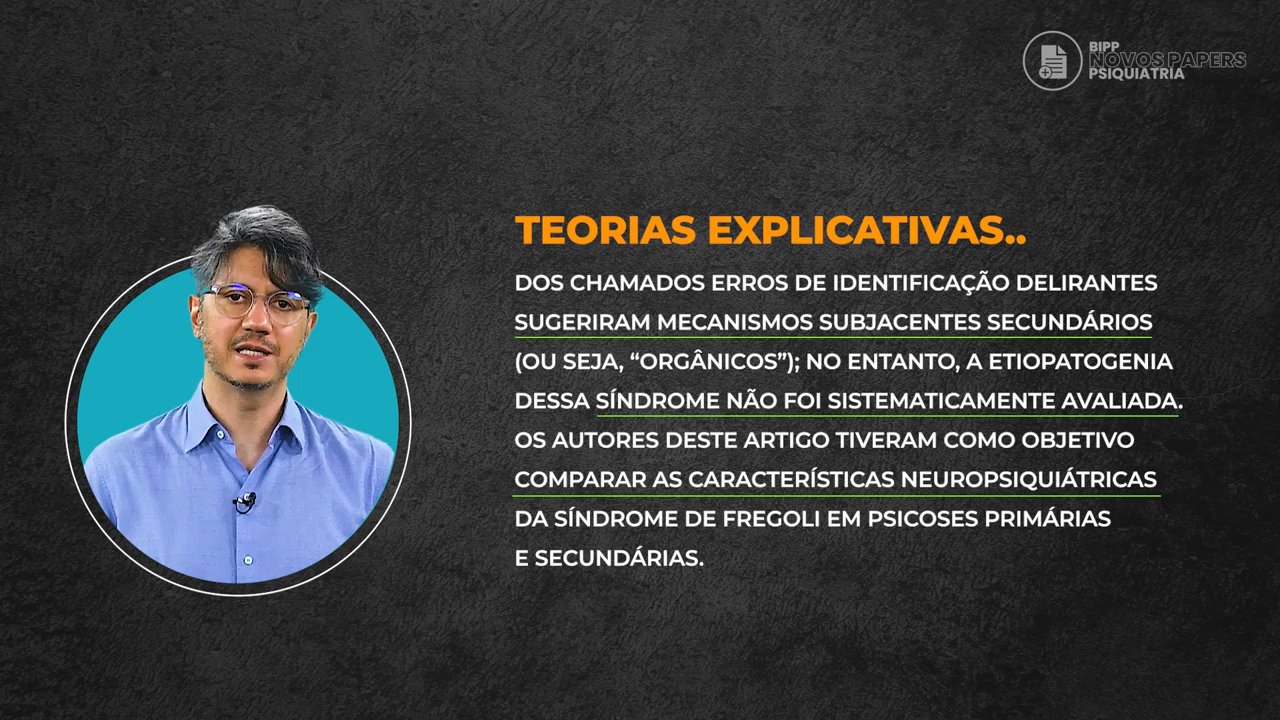 BIPP
NOVOS PAPERS
PSIQUIATRIA
TEORIAS EXPLICATIVAS..
DOS CHAMADOS ERROS DE IDENTIFICAÇÃO DELIRANTES
SUGERIRAM MECANISMOS SUBJACENTES SECUNDÁRIOS
(OU SEJA, “ORGÂNICOS”); NO ENTANTO, A ETIOPATOGENIA
DESSA SÍNDROME NÃO FOI SISTEMATICAMENTE AVALIADA.
OS AUTORES DESTE ARTIGO TIVERAM COMO OBJETIVO
COMPARAR AS CARACTERÍSTICAS NEUROPSIQUIÁTRICAS
DA SÍNDROME DE FREGOLI EM PSICOSES PRIMÁRIAS
E SECUNDÁRIAS.